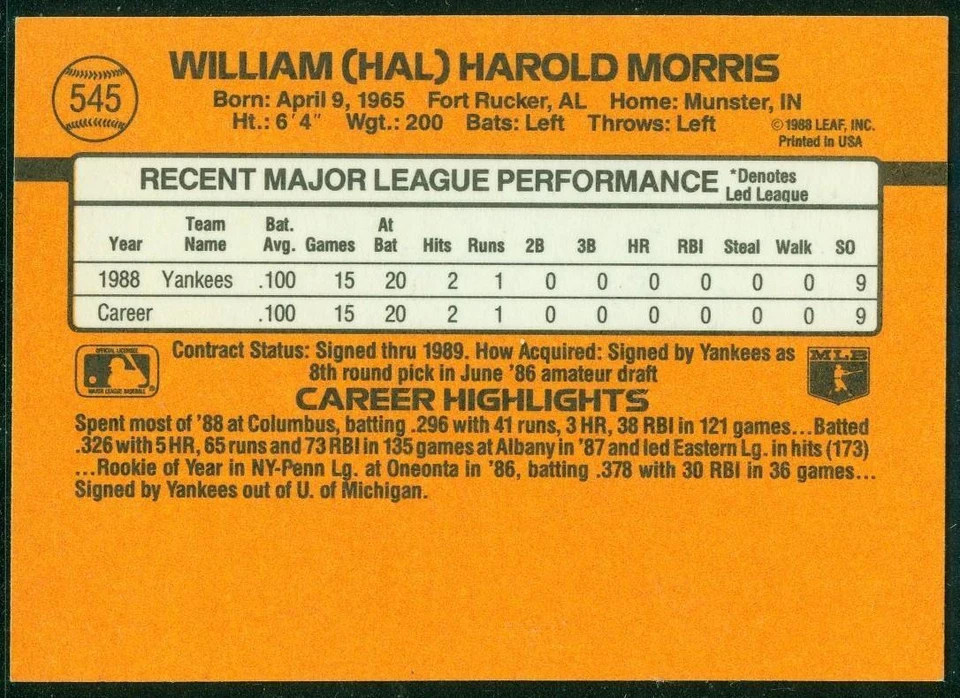 545
WILLIAM (HAL) HAROLD MORRIS
Born: April 9, 1965 Fort Rucker, AL Home: Munster, IN
Ht.: 6'4" Wgt.: 200 Bats: Left Throws: Left
©1988 LEAF, INC.
Printed in USA
RECENT MAJOR LEAGUE PERFORMANCE *Denotes Led League
Year Team Name Bat. Avg. Games At Bat Hits Runs 2B 3B HR RBI Steal Walk SO
1988 Yankees .100 15 20 2 1 0 0 0 0 0 0 9
Career .100 15 20 2 1 0 0 0 0 0 0 9
Contract Status: Signed thru 1989. How Acquired: Signed by Yankees as
8th round pick in June '86 amateur draft
OFFICIAL LICENSEE
MAJOR LEAGUE BASEBALL
MLB
CAREER HIGHLIGHTS
Spent most of '88 at Columbus, batting .296 with 41 runs, 3 HR, 38 RBI in 121 games...Batted
.326 with 5 HR, 65 runs and 73 RBI in 135 games at Albany in '87 and led Eastern Lg. in hits (173)
...Rookie of Year in NY-Penn Lg. at Oneonta in '86, batting .378 with 30 RBI in 36 games...
Signed by Yankees out of U. of Michigan.